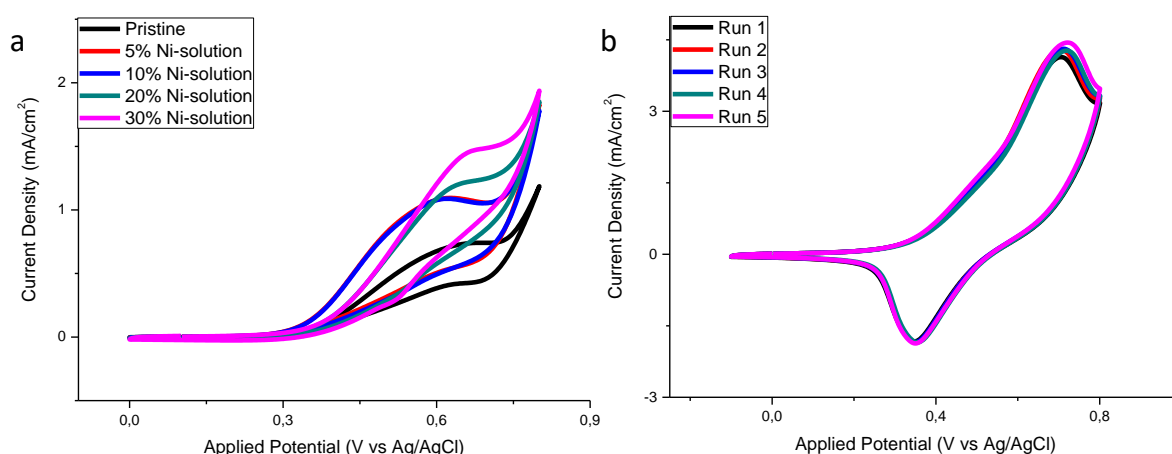 a
Pristine
5% Ni-solution
10% Ni-solution
20% Ni-solution
30% Ni-solution
Current Density (mA/cm²)
2
1
0
0,0
0,3
0,6
0,9
Applied Potential (V vs Ag/AgCl)
b
Run 1
Run 2
Run 3
Run 4
Run 5
Current Density (mA/cm²)
3
0
-3
0,0
0,4
0,8
Applied Potential (V vs Ag/AgCl)